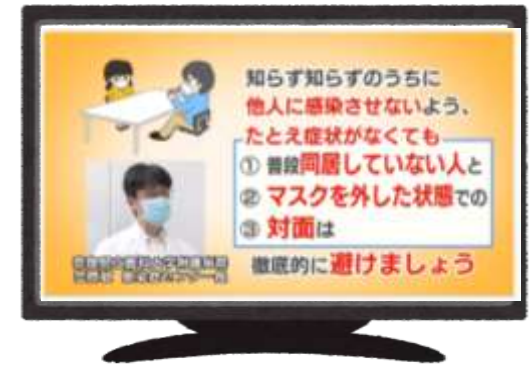 知らず知らずのうちに
他人に感染させないよう、
たとえ症状がなくても
① 普段同居していない人と
② マスクを外した状態での
③ 対面は
徹底的に避けましょう